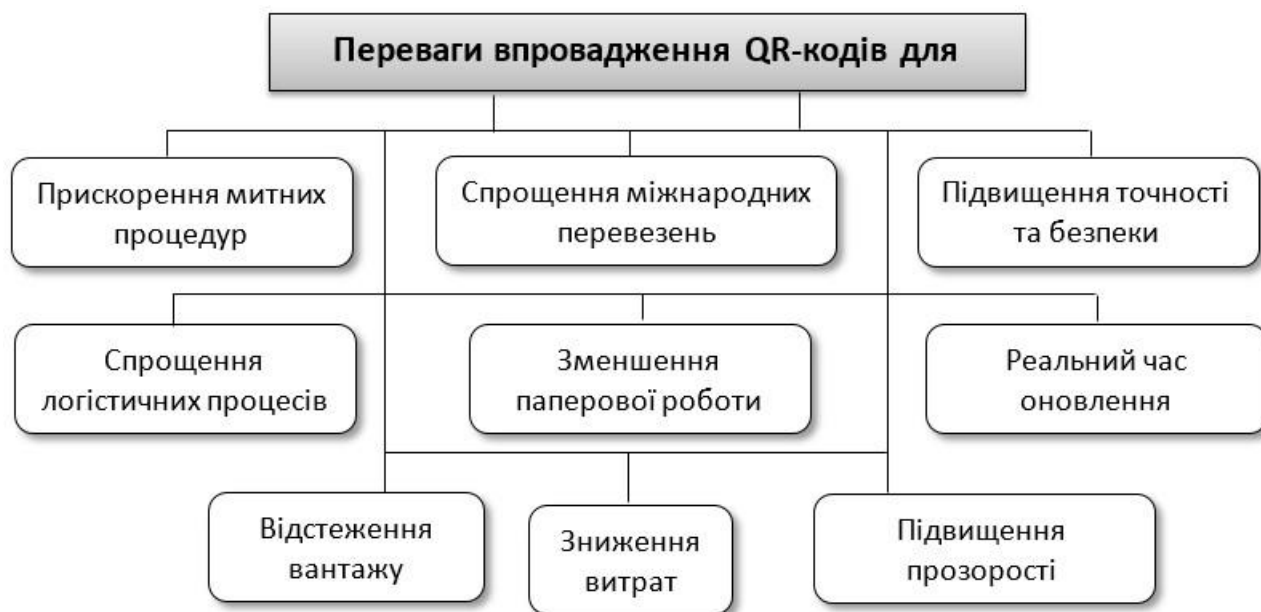 Переваги впровадження QR-кодів для
Прискорення митних
процедур
Спрощення міжнародних
перевезень
Підвищення точності
та безпеки
Спрощення
логістичних процесів
Зменшення
паперової роботи
Реальний час
оновлення
Відстеження
вантажу
Зниження
витрат
Підвищення
прозорості